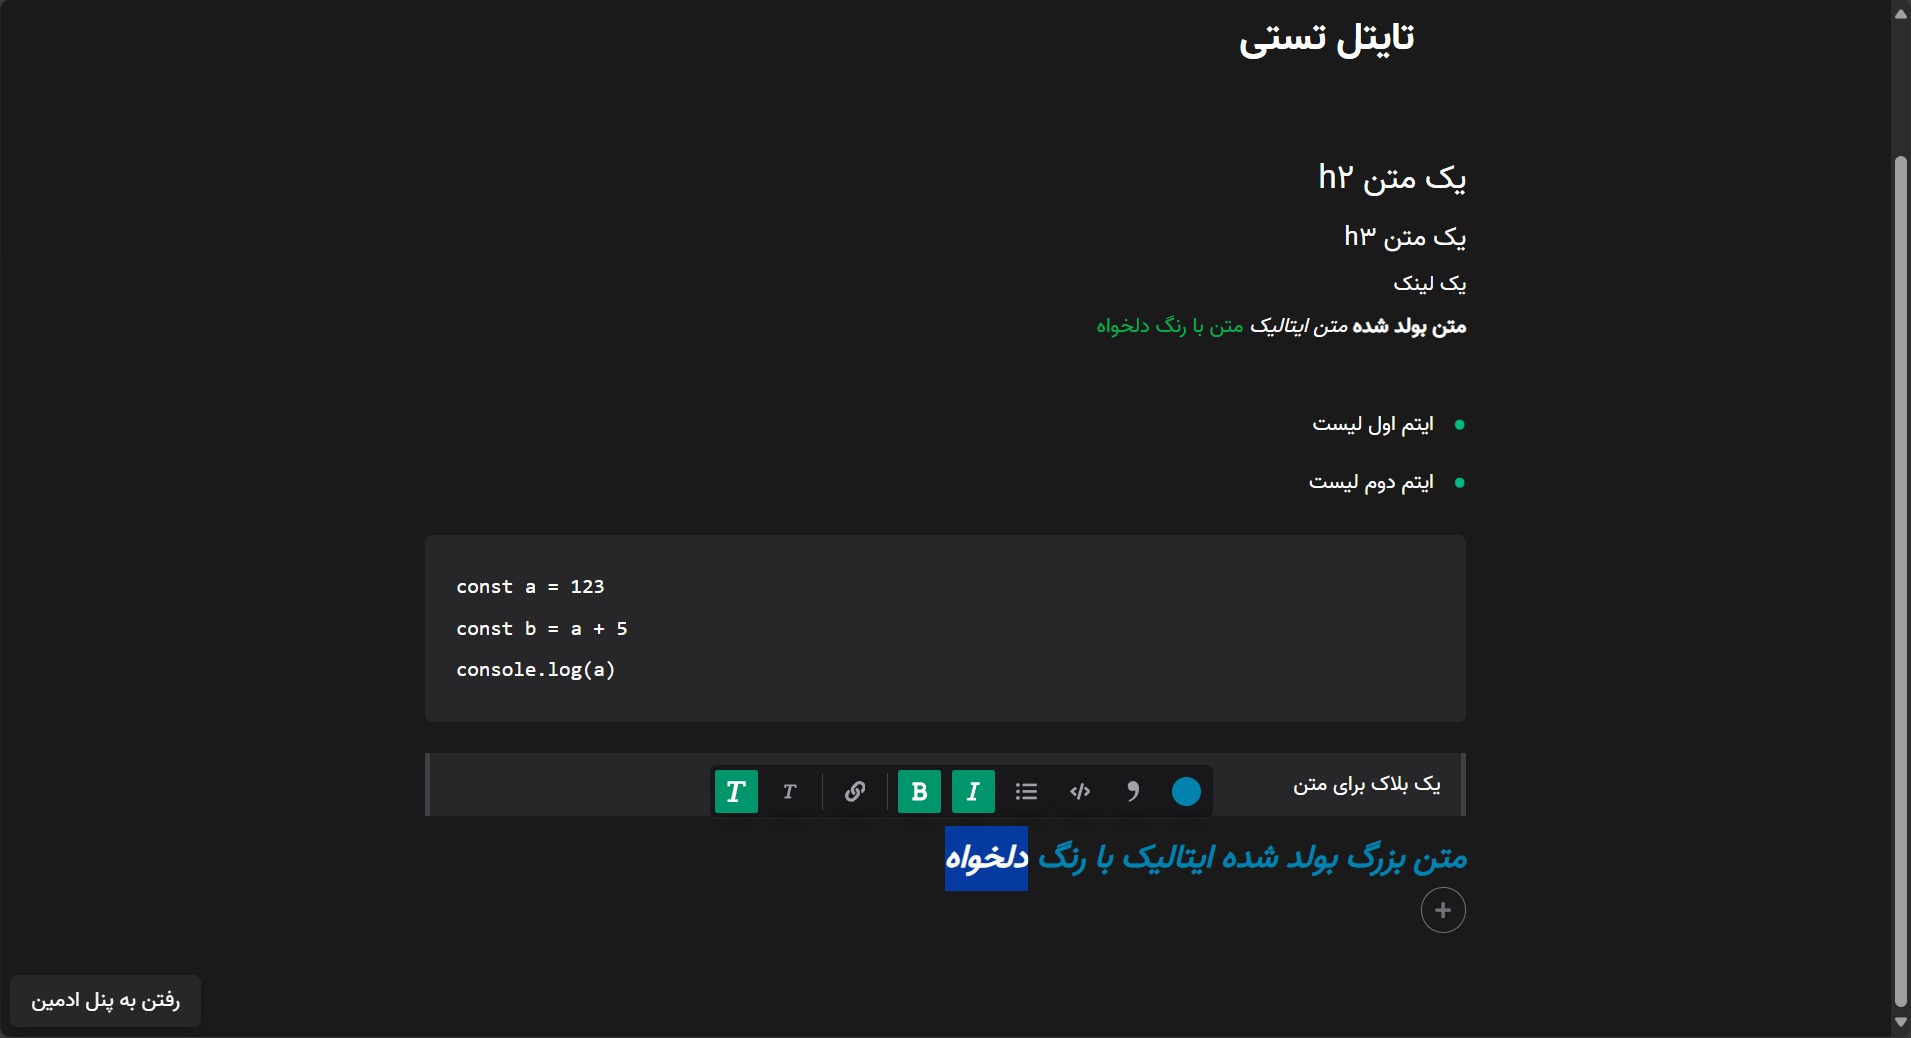 تایتل تستی
یک متن h۲
یک متن h۳
یک لینک
متن بولد شده متن ایتالیک متن با رنگ دلخواه
ایتم اول لیست
ایتم دوم لیست
const a = 123
const b = a + 5
console.log(a)
یک بلاک برای متن
T T B I </> ,
متن بزرگ بولد شده ایتالیک با رنگ دلخواه
+
رفتن به پنل ادمین